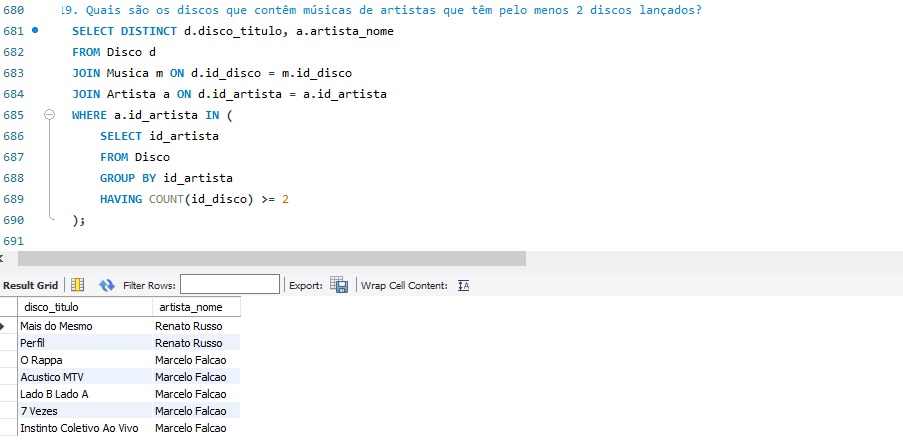 680 19. Quais são os discos que contêm músicas de artistas que têm pelo menos 2 discos lançados?
681 SELECT DISTINCT d.disco_titulo, a.artista_nome
682 FROM Disco d
683 JOIN Musica m ON d.id_disco = m.id_disco
684 JOIN Artista a ON d.id_artista = a.id_artista
685 WHERE a.id_artista IN (
686 SELECT id_artista
687 FROM Disco
688 GROUP BY id_artista
689 HAVING COUNT(id_disco) >= 2
690 );
691
Result Grid Filter Rows: Export: Wrap Cell Content: IA
disco_titulo artista_nome
Mais do Mesmo Renato Russo
Perfil Renato Russo
O Rappa Marcelo Falcao
Acustico MTV Marcelo Falcao
Lado B Lado A Marcelo Falcao
7 Vezes Marcelo Falcao
Instinto Coletivo Ao Vivo Marcelo Falcao